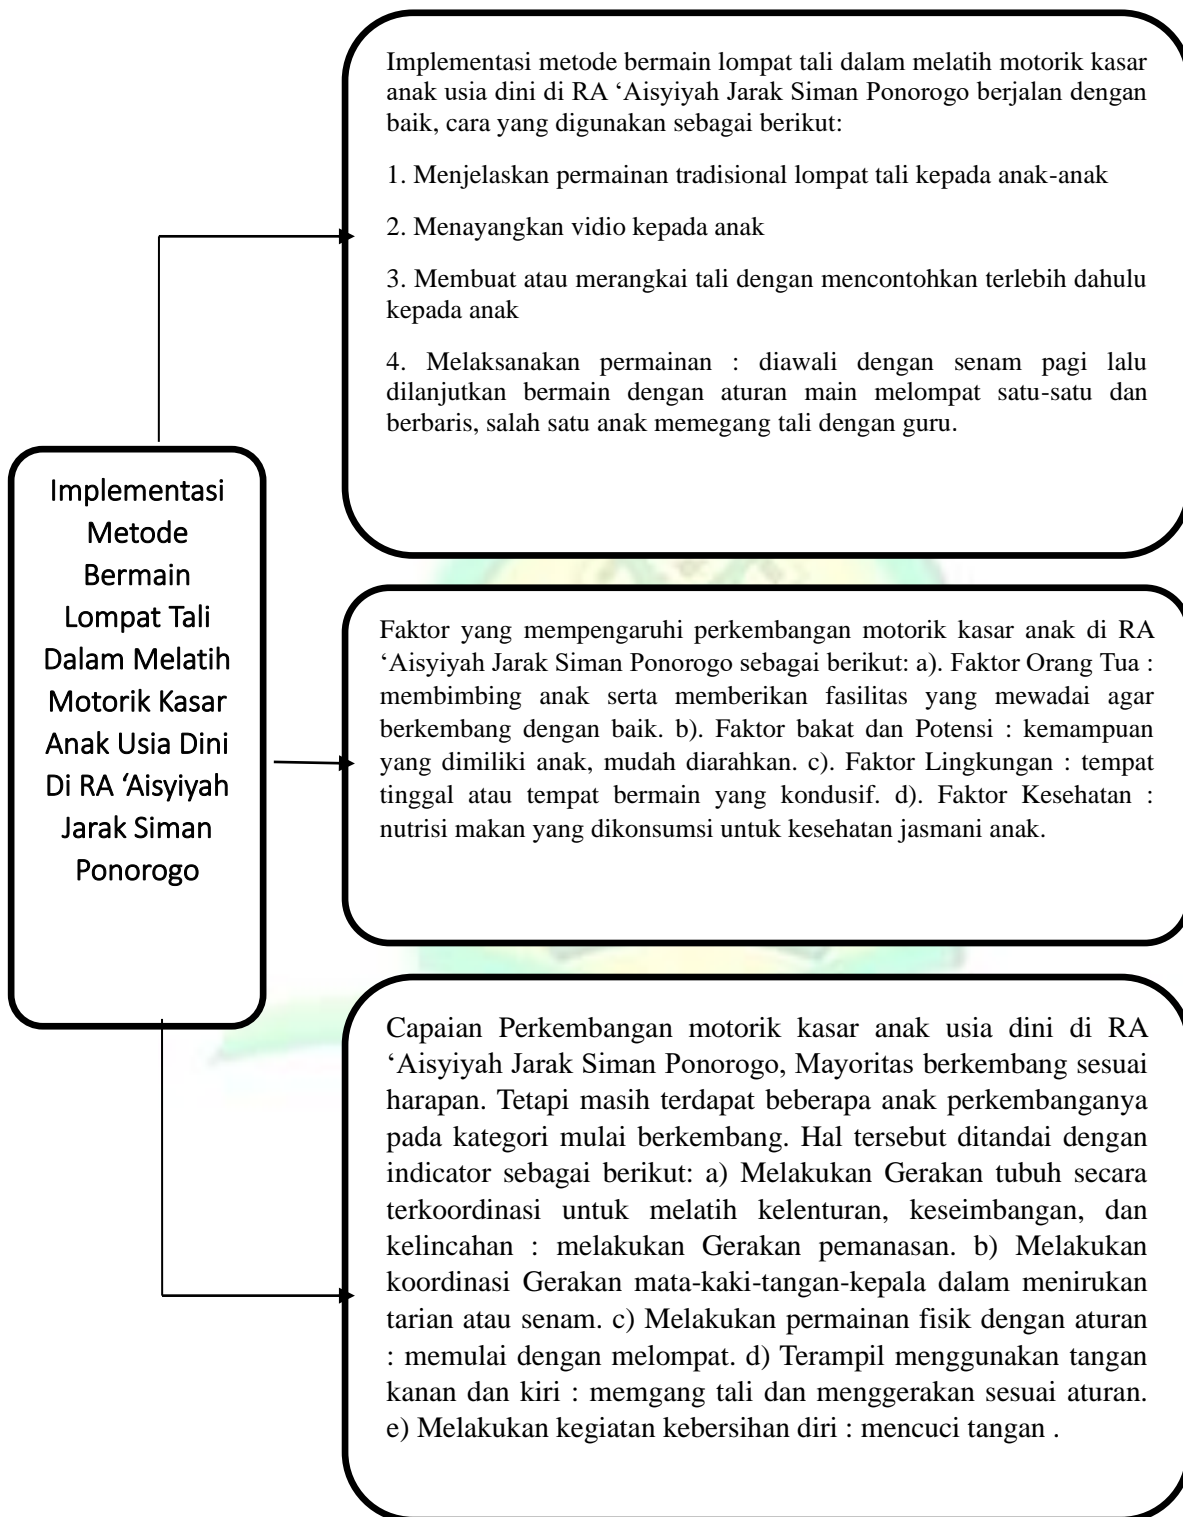 Implementasi metode bermain lompat tali dalam melatih motorik kasar
anak usia dini di RA ‘Aisyiyah Jarak Siman Ponorogo berjalan dengan
baik, cara yang digunakan sebagai berikut:
1. Menjelaskan permainan tradisional lompat tali kepada anak-anak
2. Menayangkan vidio kepada anak
3. Membuat atau merangkai tali dengan mencontohkan terlebih dahulu
kepada anak
4. Melaksanakan permainan : diawali dengan senam pagi lalu
dilanjutkan bermain dengan aturan main melompat satu-satu dan
berbaris, salah satu anak memegang tali dengan guru.
Implementasi
Metode
Bermain
Lompat Tali
Dalam Melatih
Motorik Kasar
Anak Usia Dini
Di RA ‘Aisyiyah
Jarak Siman
Ponorogo
Faktor yang mempengaruhi perkembangan motorik kasar anak di RA
‘Aisyiyah Jarak Siman Ponorogo sebagai berikut: a). Faktor Orang Tua :
membimbing anak serta memberikan fasilitas yang mewadai agar
berkembang dengan baik. b). Faktor bakat dan Potensi : kemampuan
yang dimiliki anak, mudah diarahkan. c). Faktor Lingkungan : tempat
tinggal atau tempat bermain yang kondusif. d). Faktor Kesehatan :
nutrisi makan yang dikonsumsi untuk kesehatan jasmani anak.
Capaian Perkembangan motorik kasar anak usia dini di RA
‘Aisyiyah Jarak Siman Ponorogo, Mayoritas berkembang sesuai
harapan. Tetapi masih terdapat beberapa anak perkembanganya
pada kategori mulai berkembang. Hal tersebut ditandai dengan
indicator sebagai berikut: a) Melakukan Gerakan tubuh secara
terkoordinasi untuk melatih kelenturan, keseimbangan, dan
kelincahan : melakukan Gerakan pemanasan. b) Melakukan
koordinasi Gerakan mata-kaki-tangan-kepala dalam menirukan
tarian atau senam. c) Melakukan permainan fisik dengan aturan
: memulai dengan melompat. d) Terampil menggunakan tangan
kanan dan kiri : memgang tali dan menggerakan sesuai aturan.
e) Melakukan kegiatan kebersihan diri : mencuci tangan .